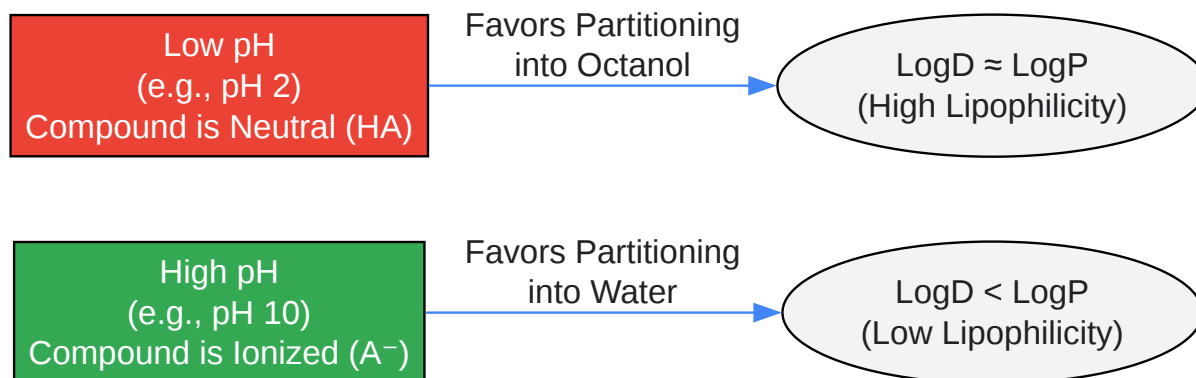 Low pH
(e.g., pH 2)
Compound is Neutral (HA)
Favors Partitioning
into Octanol
LogD ≈ LogP
(High Lipophilicity)
High pH
(e.g., pH 10)
Compound is Ionized (A⁻)
Favors Partitioning
into Water
LogD < LogP
(Low Lipophilicity)